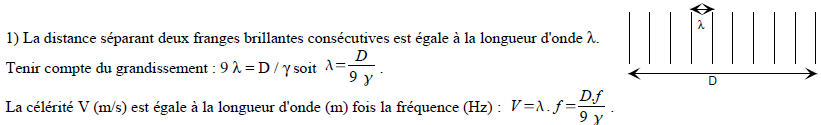 1) La distance séparant deux franges brillantes consécutives est égale à la longueur d'onde λ.
Tenir compte du grandissement : 9 λ = D / γ soit λ = D / (9 γ) .
La célérité V (m/s) est égale à la longueur d'onde (m) fois la fréquence (Hz) : V = λ . f = D.f / (9 γ) .
λ
D